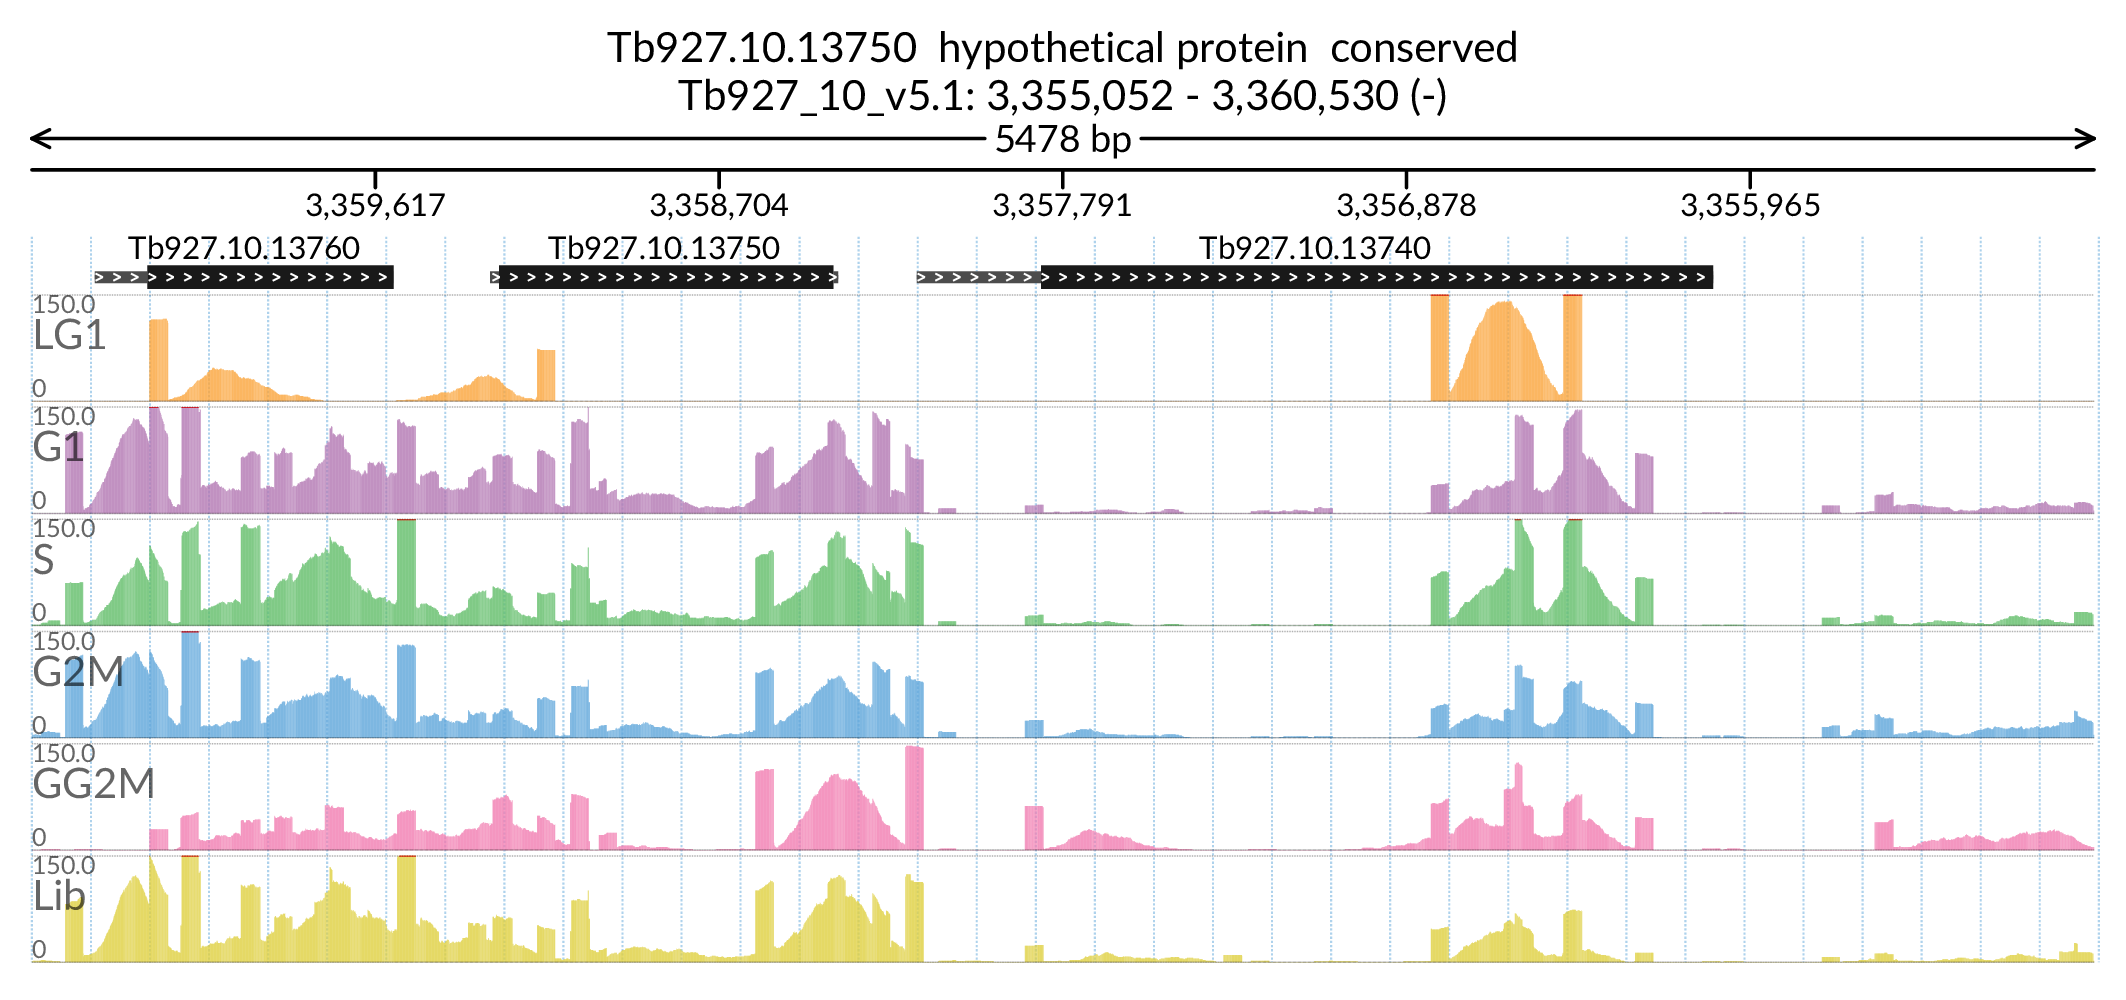 Tb927.10.13750  hypothetical protein  conserved
Tb927_10_v5.1: 3,355,052 - 3,360,530 (-)
5478 bp
3,359,617 3,358,704 3,357,791 3,356,878 3,355,965
Tb927.10.13760 Tb927.10.13750 Tb927.10.13740
150.0
LG1
0
150.0
G1
0
150.0
S
0
150.0
G2M
0
150.0
GG2M
0
150.0
Lib
0